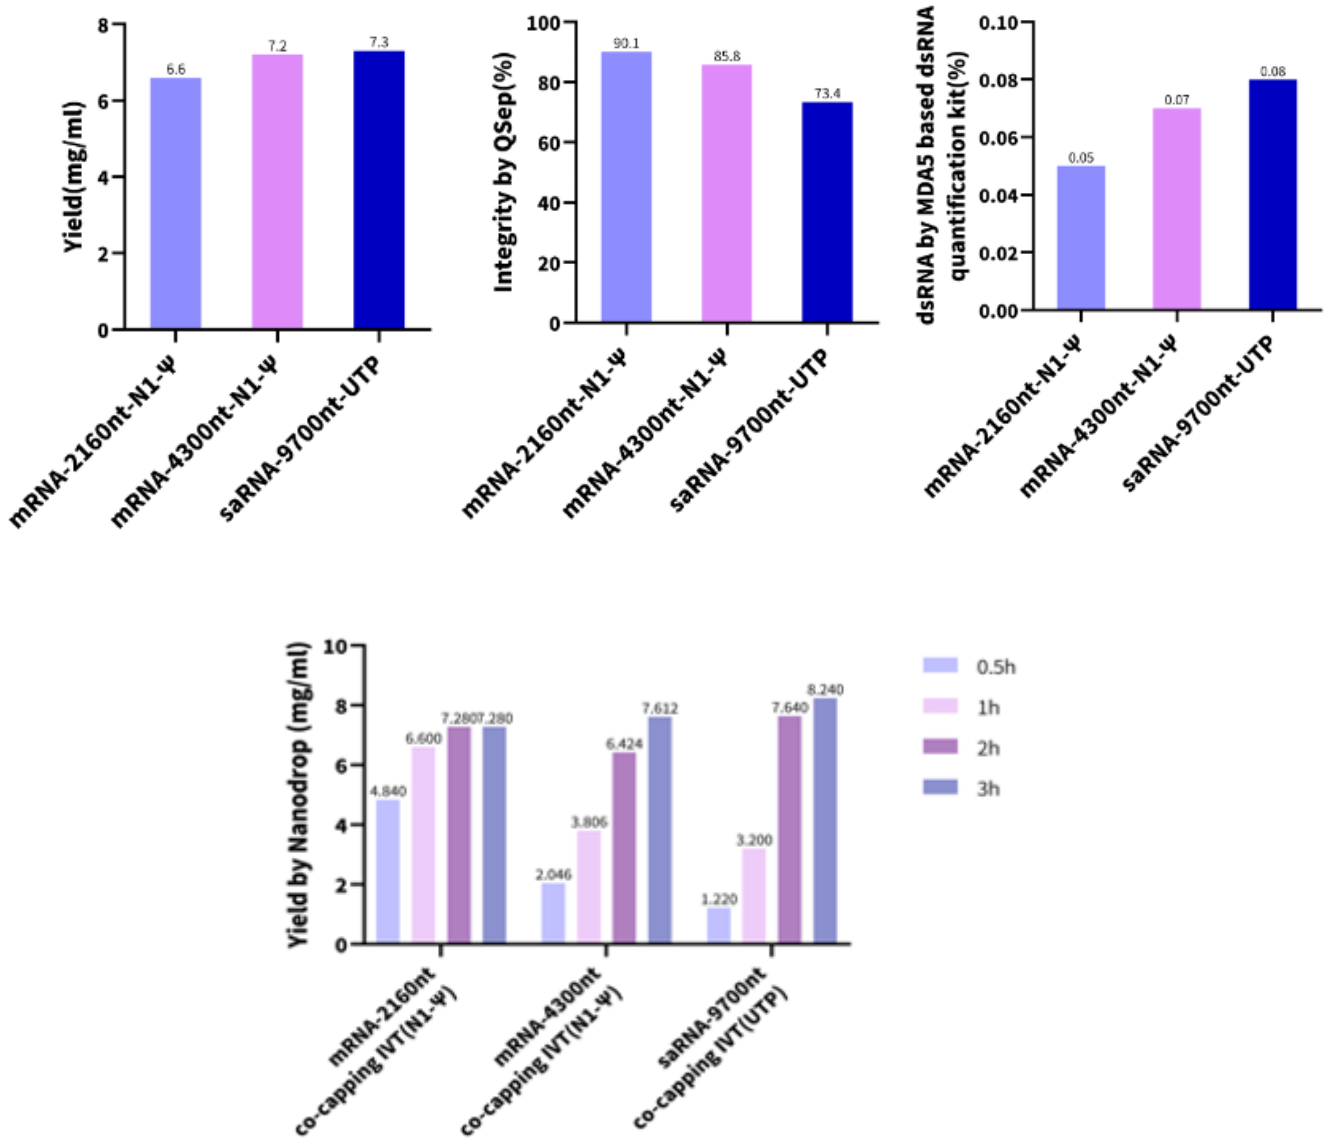 Yield(mg/ml)
8
6
4
2
0
6.6
7.2
7.3
mRNA-2160nt-N1-Ψ
mRNA-4300nt-N1-Ψ
saRNA-9700nt-UTP
Integrity by QSep(%)
100
80
60
40
20
0
90.1
85.8
73.4
mRNA-2160nt-N1-Ψ
mRNA-4300nt-N1-Ψ
saRNA-9700nt-UTP
dsRNA by MDA5 based dsRNA
quantification kit(%)
0.10
0.08
0.06
0.04
0.02
0.00
0.05
0.07
0.08
mRNA-2160nt-N1-Ψ
mRNA-4300nt-N1-Ψ
saRNA-9700nt-UTP
Yield by Nanodrop (mg/ml)
10
8
6
4
2
0
4.840
6.600
7.280
7.280
2.046
3.806
6.424
7.612
1.220
3.200
7.640
8.240
mRNA-2160nt
co-capping IVT(N1-Ψ)
mRNA-4300nt
co-capping IVT(N1-Ψ)
saRNA-9700nt
co-capping IVT(UTP)
0.5h
1h
2h
3h